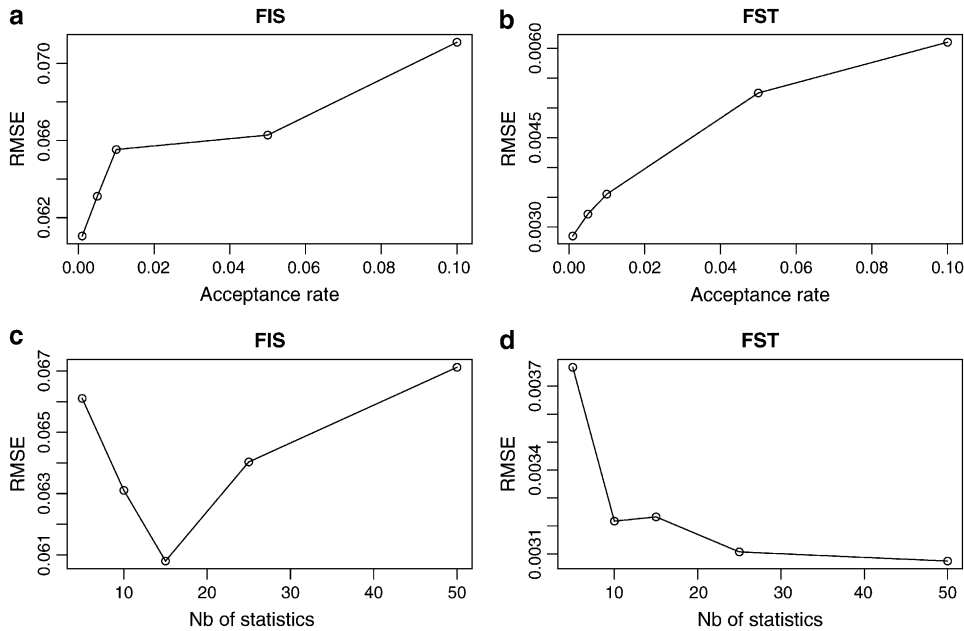 a
FIS
RMSE
0.062 0.066 0.070
0.00 0.02 0.04 0.06 0.08 0.10
Acceptance rate
b
FST
RMSE
0.0030 0.0045 0.0060
0.00 0.02 0.04 0.06 0.08 0.10
Acceptance rate
c
FIS
RMSE
0.061 0.063 0.065 0.067
10 20 30 40 50
Nb of statistics
d
FST
RMSE
0.0031 0.0034 0.0037
10 20 30 40 50
Nb of statistics